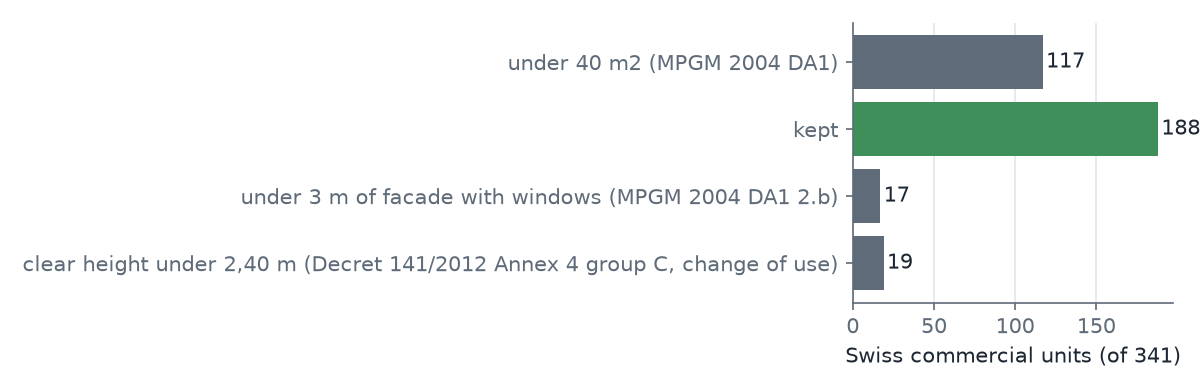 under 40 m2 (MPGM 2004 DA1) 117
kept 188
under 3 m of facade with windows (MPGM 2004 DA1 2.b) 17
clear height under 2,40 m (Decret 141/2012 Annex 4 group C, change of use) 19
0 50 100 150
Swiss commercial units (of 341)